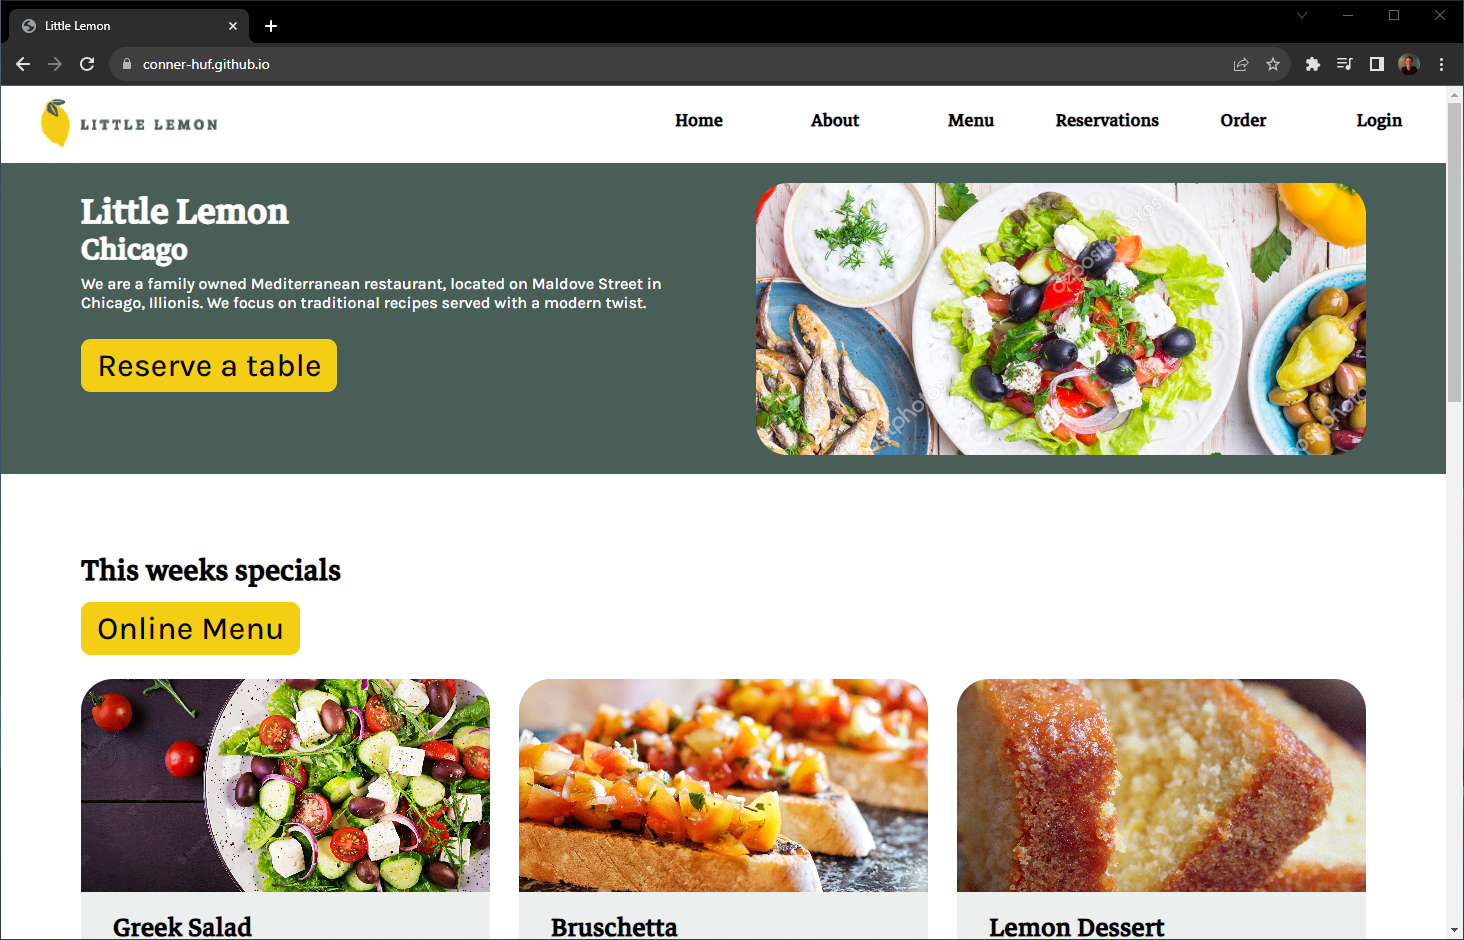 Little Lemon
conner-huf.github.io
LITTLE LEMON
Home About Menu Reservations Order Login
Little Lemon
Chicago
We are a family owned Mediterranean restaurant, located on Maldove Street in
Chicago, Illionis. We focus on traditional recipes served with a modern twist.
Reserve a table
depositphotos
This weeks specials
Online Menu
Greek Salad
Bruschetta
Lemon Dessert